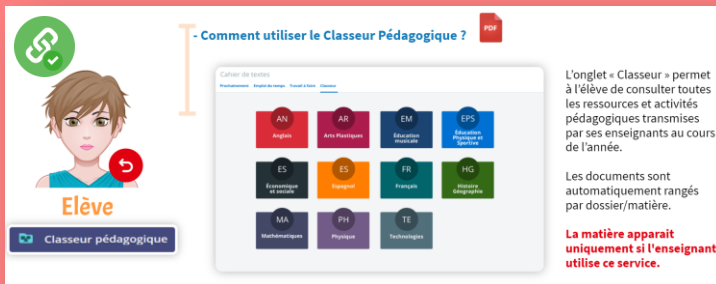 - Comment utiliser le Classeur Pédagogique ?
PDF
Cahier de textes
Prochainement Emploi du temps Travail à faire Classeur
AN
Anglais
AR
Arts Plastiques
EM
Éducation
musicale
EPS
Éducation
Physique et
Sportive
ES
Économique
et sociale
ES
Espagnol
FR
Français
HG
Histoire
Géographie
MA
Mathématiques
PH
Physique
TE
Technologies
Elève
Classeur pédagogique
L'onglet « Classeur » permet
à l'élève de consulter toutes
les ressources et activités
pédagogiques transmises
par ses enseignants au cours
de l'année.
Les documents sont
automatiquement rangés
par dossier/matière.
La matière apparait
uniquement si l'enseignant
utilise ce service.